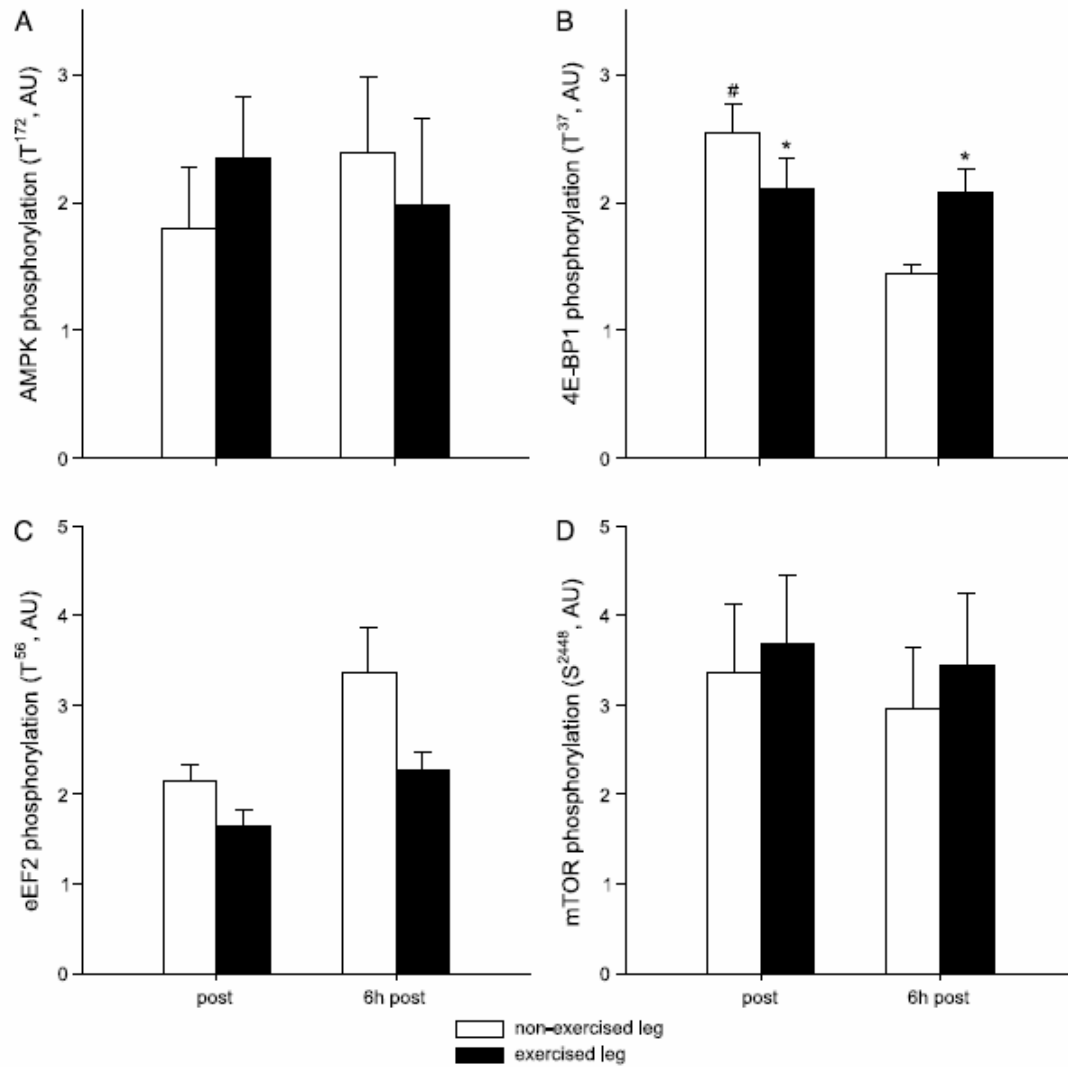 A
AMPK phosphorylation (T¹⁷², AU)
3
2
1
0
B
4E-BP1 phosphorylation (T³⁷, AU)
3
2
1
0
#
*
*
C
eEF2 phosphorylation (T⁵⁶, AU)
5
4
3
2
1
0
post
6h post
D
mTOR phosphorylation (S²⁴⁴⁸, AU)
5
4
3
2
1
0
post
6h post
non-exercised leg
exercised leg